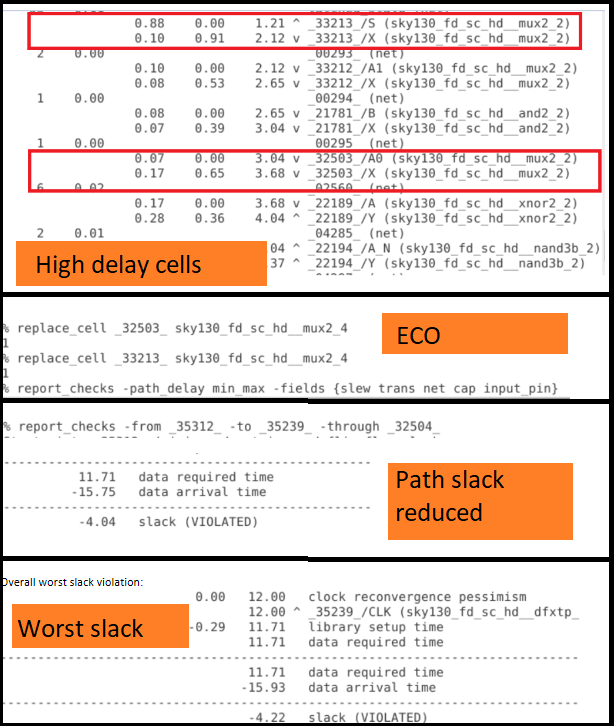 0.88 0.00 1.21 ^ _33213_/S (sky130_fd_sc_hd__mux2_2)
0.10 0.91 2.12 v _33213_/X (sky130_fd_sc_hd__mux2_2)
2 0.00 _00293_ (net)
0.10 0.00 2.12 v _33212_/A1 (sky130_fd_sc_hd__mux2_2)
0.08 0.53 2.65 v _33212_/X (sky130_fd_sc_hd__mux2_2)
1 0.00 _00294_ (net)
0.08 0.00 2.65 v _21781_/B (sky130_fd_sc_hd__and2_2)
0.07 0.39 3.04 v _21781_/X (sky130_fd_sc_hd__and2_2)
1 0.00 _00295_ (net)
0.07 0.00 3.04 v _32503_/A0 (sky130_fd_sc_hd__mux2_2)
0.17 0.65 3.68 v _32503_/X (sky130_fd_sc_hd__mux2_2)
6 0.02 _02560_ (net)
0.17 0.00 3.68 v _22189_/A (sky130_fd_sc_hd__xnor2_2)
0.28 0.36 4.04 ^ _22189_/Y (sky130_fd_sc_hd__xnor2_2)
2 0.01 _04285_ (net)
04 ^ _22194_/A_N (sky130_fd_sc_hd__nand3b_2)
37 ^ _22194_/Y (sky130_fd_sc_hd__nand3b_2)
High delay cells
% replace_cell _32503_ sky130_fd_sc_hd__mux2_4
1
% replace_cell _33213_ sky130_fd_sc_hd__mux2_4
1
% report_checks -path_delay min_max -fields {slew trans net cap input_pin}
ECO
% report_checks -from _35312_ -to _35239_ -through _32504_
11.71 data required time
-15.75 data arrival time
-4.04 slack (VIOLATED)
Path slack
reduced
Overall worst slack violation:
0.00 12.00 clock reconvergence pessimism
12.00 ^ _35239_/CLK (sky130_fd_sc_hd__dfxtp_
-0.29 11.71 library setup time
11.71 data required time
11.71 data required time
-15.93 data arrival time
-4.22 slack (VIOLATED)
Worst slack